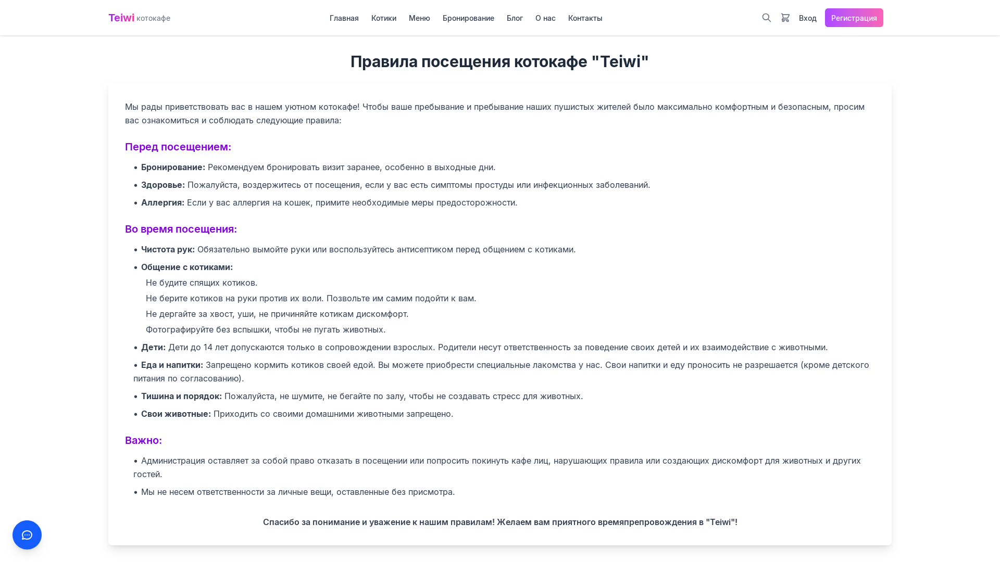 Teiwi котокафе
Главная Котики Меню Бронирование Блог О нас Контакты
Вход Регистрация
Правила посещения котокафе "Teiwi"
Мы рады приветствовать вас в нашем уютном котокафе! Чтобы ваше пребывание и пребывание наших пушистых жителей было максимально комфортным и безопасным, просим
вас ознакомиться и соблюдать следующие правила:
Перед посещением:
• Бронирование: Рекомендуем бронировать визит заранее, особенно в выходные дни.
• Здоровье: Пожалуйста, воздержитесь от посещения, если у вас есть симптомы простуды или инфекционных заболеваний.
• Аллергия: Если у вас аллергия на кошек, примите необходимые меры предосторожности.
Во время посещения:
• Чистота рук: Обязательно вымойте руки или воспользуйтесь антисептиком перед общением с котиками.
• Общение с котиками:
Не будите спящих котиков.
Не берите котиков на руки против их воли. Позвольте им самим подойти к вам.
Не дергайте за хвост, уши, не причиняйте котикам дискомфорт.
Фотографируйте без вспышки, чтобы не пугать животных.
• Дети: Дети до 14 лет допускаются только в сопровождении взрослых. Родители несут ответственность за поведение своих детей и их взаимодействие с животными.
• Еда и напитки: Запрещено кормить котиков своей едой. Вы можете приобрести специальные лакомства у нас. Свои напитки и еду проносить не разрешается (кроме детского
питания по согласованию).
• Тишина и порядок: Пожалуйста, не шумите, не бегайте по залу, чтобы не создавать стресс для животных.
• Свои животные: Приходить со своими домашними животными запрещено.
Важно:
• Администрация оставляет за собой право отказать в посещении или попросить покинуть кафе лиц, нарушающих правила или создающих дискомфорт для животных и других
гостей.
• Мы не несем ответственности за личные вещи, оставленные без присмотра.
Спасибо за понимание и уважение к нашим правилам! Желаем вам приятного времяпрепровождения в "Teiwi"!